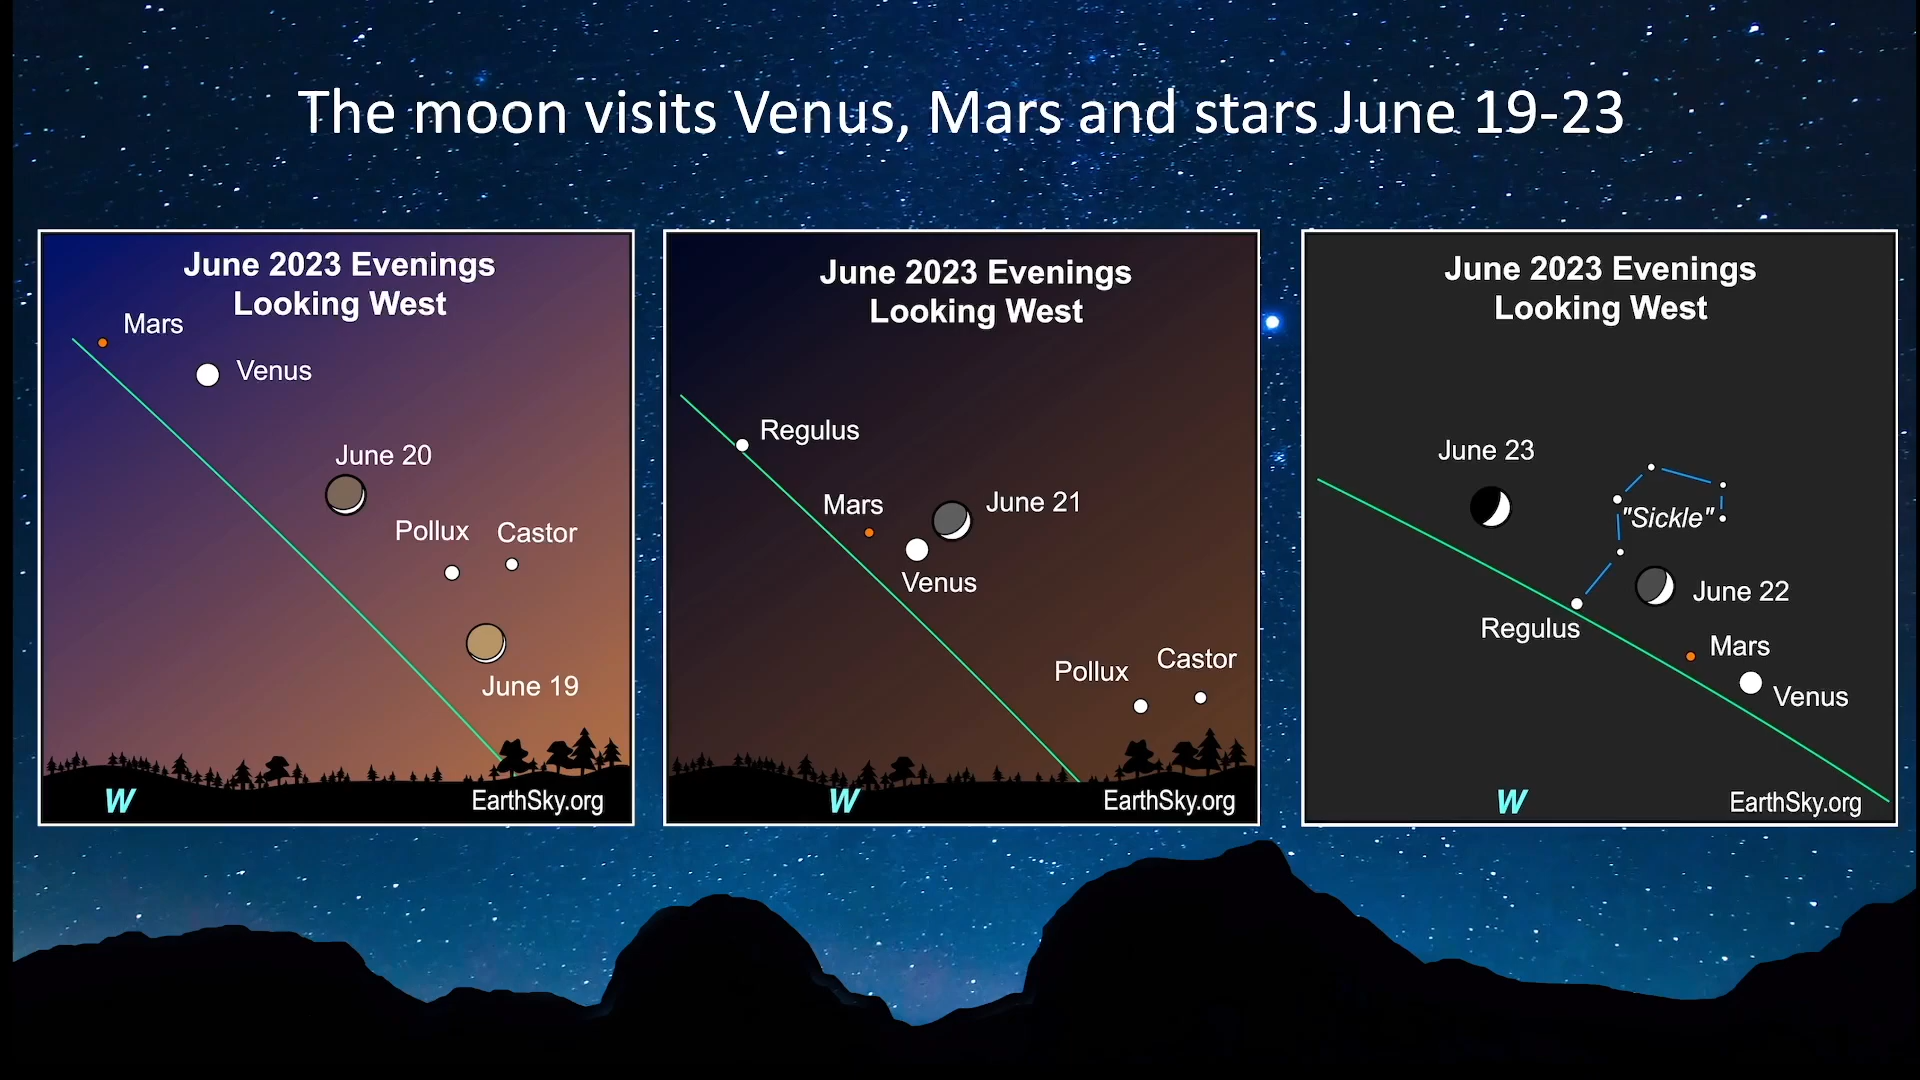 The moon visits Venus, Mars and stars June 19-23
June 2023 Evenings
Looking West
Mars
Venus
June 20
Pollux
Castor
June 19
W
EarthSky.org
June 2023 Evenings
Looking West
Regulus
Mars
June 21
Venus
Pollux
Castor
W
EarthSky.org
June 2023 Evenings
Looking West
June 23
"Sickle"
June 22
Regulus
Mars
Venus
W
EarthSky.org